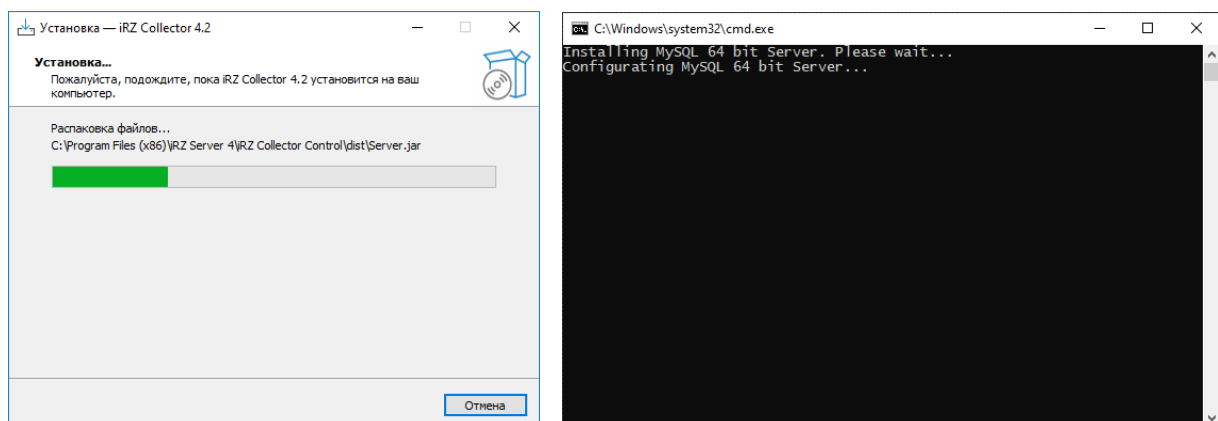 Установка — iRZ Collector 4.2
Установка...
Пожалуйста, подождите, пока iRZ Collector 4.2 установится на ваш
компьютер.
Распаковка файлов...
C:\Program Files (x86)\iRZ Server 4\iRZ Collector Control\dist\Server.jar
Отмена
C:\Windows\system32\cmd.exe
Installing MySQL 64 bit Server. Please wait...
Configurating MySQL 64 bit Server...